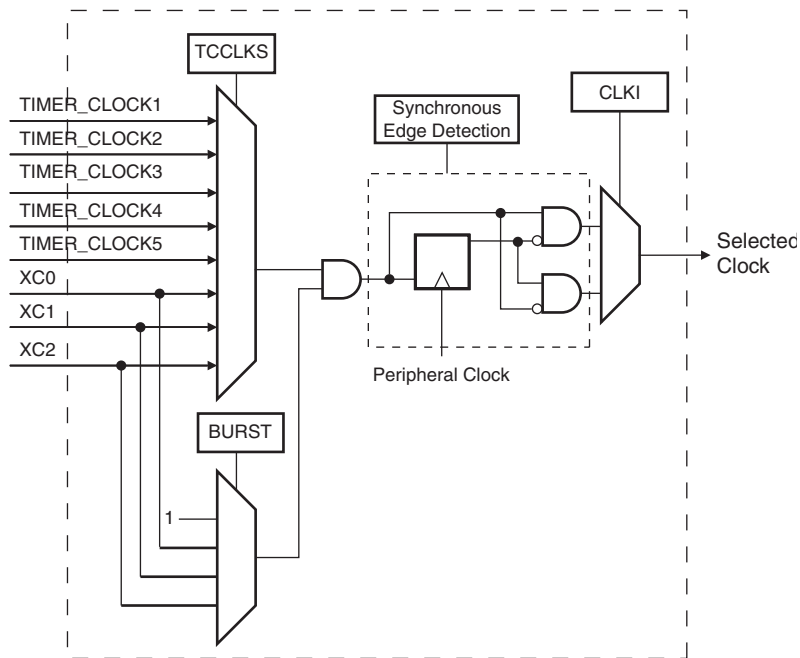 TCCLKS
TIMER_CLOCK1
TIMER_CLOCK2
TIMER_CLOCK3
TIMER_CLOCK4
TIMER_CLOCK5
XC0
XC1
XC2
Synchronous
Edge Detection
CLKI
Selected
Clock
Peripheral Clock
BURST
1